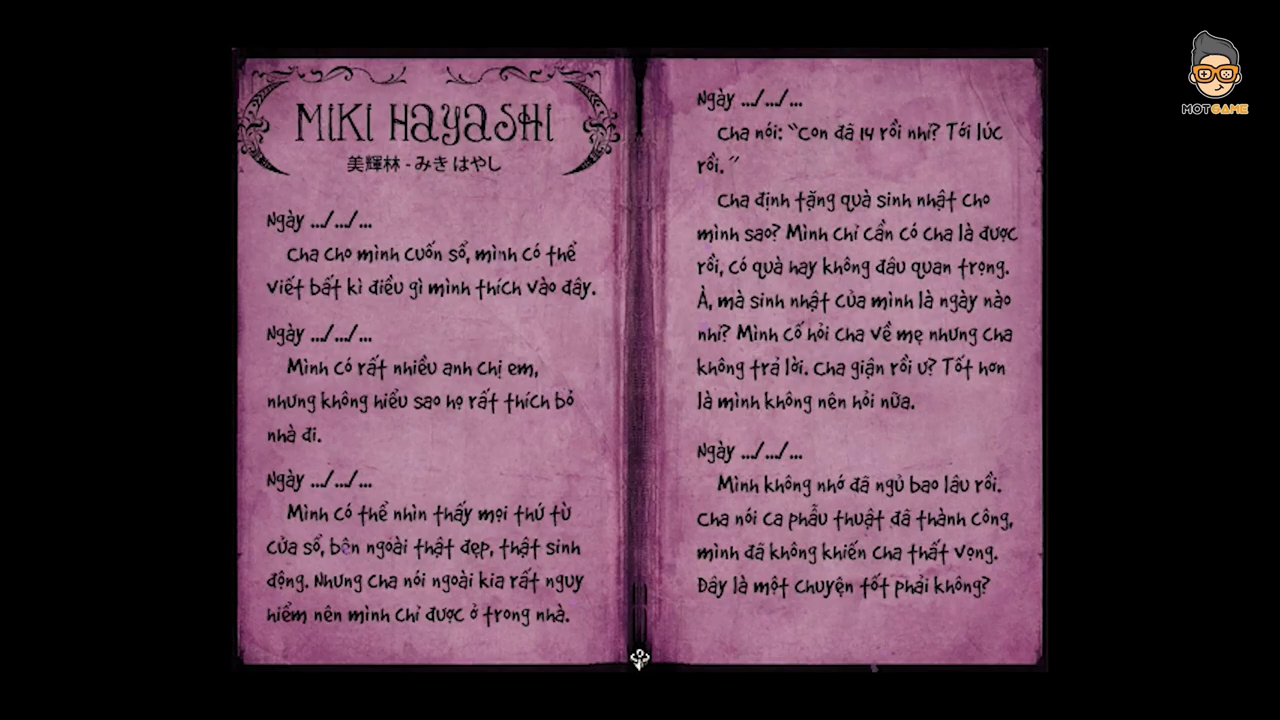 MIKI HAYASHI
美輝林 - みき はやし
Ngày .../.../...
Cha cho mình cuốn sổ, mình có thể
viết bất kì điều gì mình thích vào đây.
Ngày .../.../...
Mình có rất nhiều anh chị em,
nhưng không hiểu sao họ rất thích bỏ
nhà đi.
Ngày .../.../...
Mình có thể nhìn thấy mọi thứ từ
cửa sổ, bên ngoài thật đẹp, thật sinh
động. Nhưng cha nói ngoài kia rất nguy
hiểm nên mình chỉ được ở trong nhà.
Ngày .../.../...
Cha nói: "Con đã 14 rồi nhỉ? Tới lúc
rồi."
Cha định tặng quà sinh nhật cho
mình sao? Mình chỉ cần có cha là được
rồi, có quà hay không đâu quan trọng.
À, mà sinh nhật của mình là ngày nào
nhỉ? Mình cố hỏi cha về mẹ nhưng cha
không trả lời. Cha giận rồi ư? Tốt hơn
là mình không nên hỏi nữa.
Ngày .../.../...
Mình không nhớ đã ngủ bao lâu rồi.
Cha nói ca phẫu thuật đã thành công,
mình đã không khiến cha thất vọng.
Đây là một chuyện tốt phải không?
MOTGAME